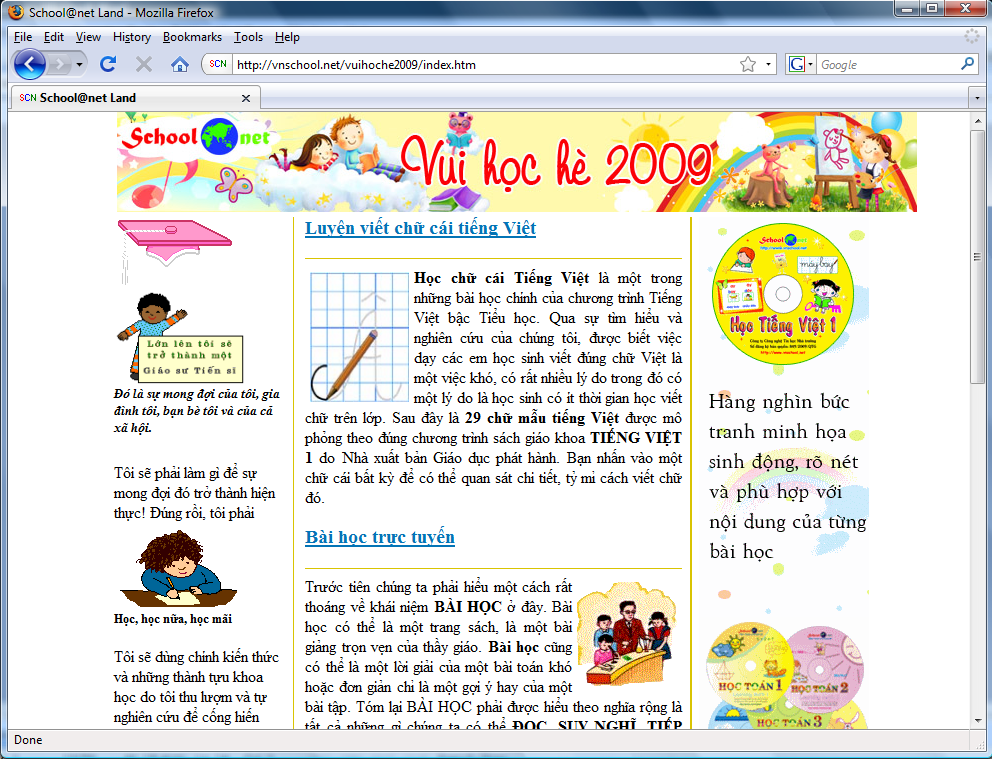 School@net Land - Mozilla Firefox
File Edit View History Bookmarks Tools Help
SCN http://vnschool.net/vuihoche2009/index.htm
G Google
SCN School@net Land
School net
Vui học hè 2009
Lớn lên tôi sẽ
trở thành một
Giáo sư Tiến sĩ
Đó là sự mong đợi của tôi, gia
đình tôi, bạn bè tôi và của cả
xã hội.
Tôi sẽ phải làm gì để sự
mong đợi đó trở thành hiện
thực! Đúng rồi, tôi phải
Học, học nữa, học mãi
Tôi sẽ dùng chính kiến thức
và những thành tựu khoa
học do tôi thu lượm và tự
nghiên cứu để cống hiến
Luyện viết chữ cái tiếng Việt
Học chữ cái Tiếng Việt là một trong
những bài học chính của chương trình Tiếng
Việt bậc Tiểu học. Qua sự tìm hiểu và
nghiên cứu của chúng tôi, được biết việc
dạy các em học sinh viết đúng chữ Việt là
một việc khó, có rất nhiều lý do trong đó có
một lý do là học sinh có ít thời gian học viết
chữ trên lớp. Sau đây là 29 chữ mẫu tiếng Việt được mô
phỏng theo đúng chương trình sách giáo khoa TIẾNG VIỆT
1 do Nhà xuất bản Giáo dục phát hành. Bạn nhấn vào một
chữ cái bất kỳ để có thể quan sát chi tiết, tỷ mỉ cách viết chữ
đó.
Bài học trực tuyến
Trước tiên chúng ta phải hiểu một cách rất
thoáng về khái niệm BÀI HỌC ở đây. Bài
học có thể là một trang sách, là một bài
giảng trọn vẹn của thầy giáo. Bài học cũng
có thể là một lời giải của một bài toán khó
hoặc đơn giản chỉ là một gợi ý hay của một
bài tập. Tóm lại BÀI HỌC phải được hiểu theo nghĩa rộng là
tất cả những gì chúng ta có thể ĐỌC, SUY NGHĨ, TIẾP
School net
http://www.vnschool.net
máy bay
Học Tiếng Việt 1
Công ty Công nghệ Tin học Nhà trường
http://www.vnschool.net
Hàng nghìn bức
tranh minh họa
sinh động, rõ nét
và phù hợp với
nội dung của từng
bài học
HỌC TOÁN 1
HỌC TOÁN 2
HỌC TOÁN 3
Done